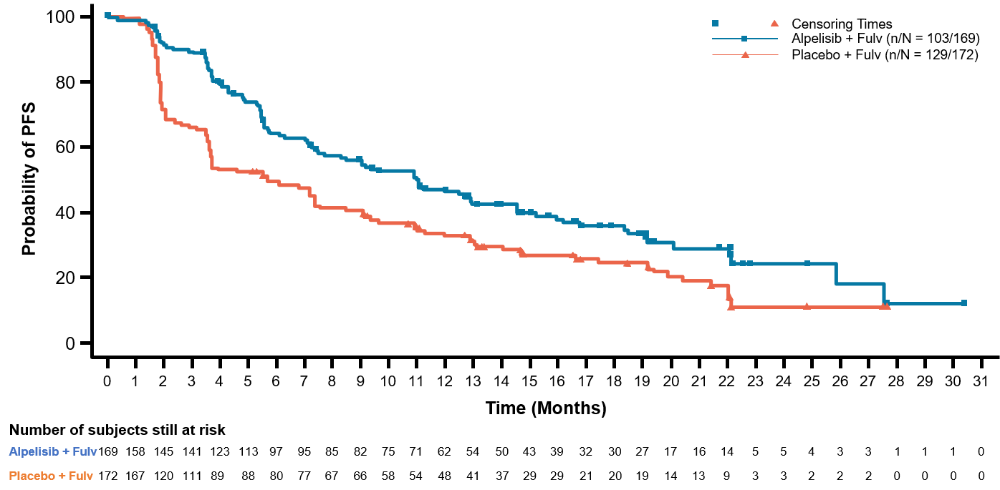 Censoring Times
Alpelisib + Fulv (n/N = 103/169)
Placebo + Fulv (n/N = 129/172)
Probability of PFS
100
80
60
40
20
0
0 1 2 3 4 5 6 7 8 9 10 11 12 13 14 15 16 17 18 19 20 21 22 23 24 25 26 27 28 29 30 31
Time (Months)
Number of subjects still at risk
Alpelisib + Fulv 169 158 145 141 123 113 97 95 85 82 75 71 62 54 50 43 39 32 30 27 17 16 14 5 5 4 3 3 1 1 1 0
Placebo + Fulv 172 167 120 111 89 88 80 77 67 66 58 54 48 41 37 29 29 21 20 19 14 13 9 3 3 2 2 2 0 0 0 0